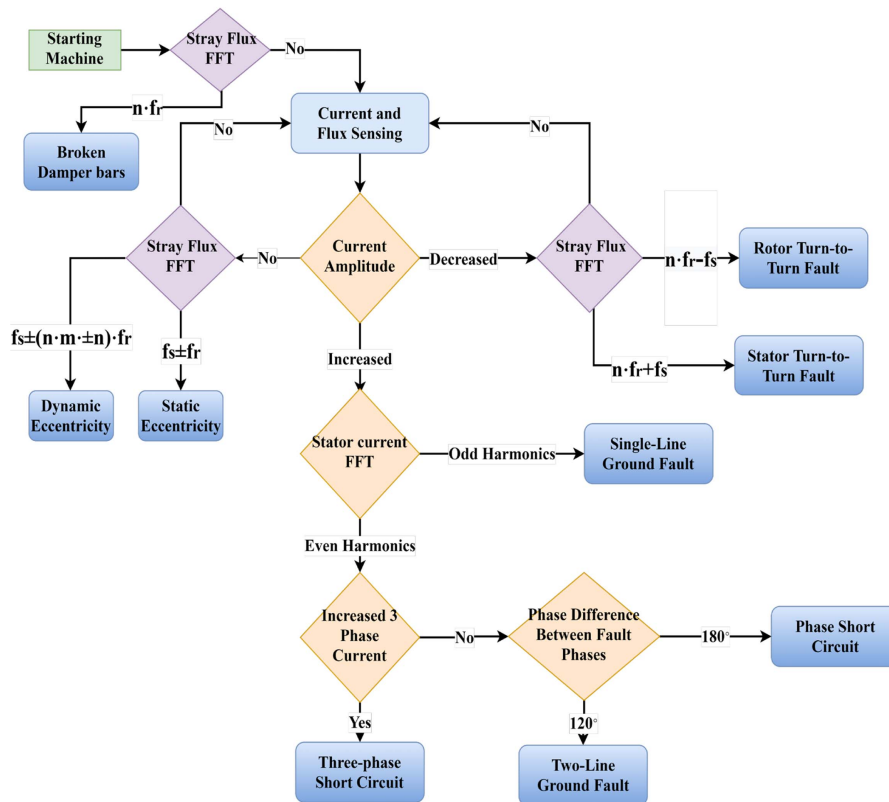 Starting
Machine
Stray Flux
FFT
No
n·fr
Broken
Damper bars
Current and
Flux Sensing
No
No
Stray Flux
FFT
No
Current
Amplitude
Decreased
Stray Flux
FFT
n·fr−fs
Rotor Turn-to-
Turn Fault
fs±(n·m·±n)·fr
fs±fr
Increased
n·fr+fs
Stator Turn-to-
Turn Fault
Dynamic
Eccentricity
Static
Eccentricity
Stator current
FFT
Odd Harmonics
Single-Line
Ground Fault
Even Harmonics
Increased 3
Phase
Current
No
Phase Difference
Between Fault
Phases
180°
Phase Short
Circuit
Yes
120°
Three-phase
Short Circuit
Two-Line
Ground Fault